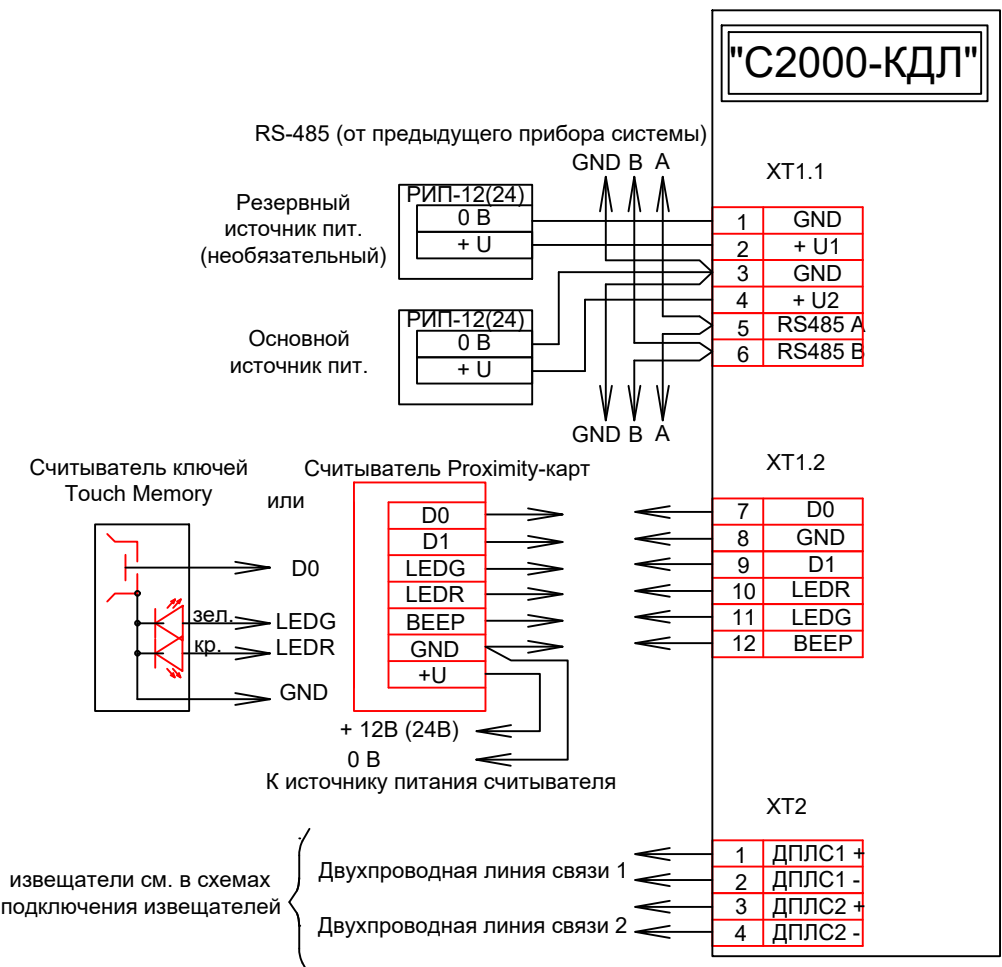 "С2000-КДЛ"
RS-485 (от предыдущего прибора системы)
GND B A
XT1.1
Резервный
источник пит.
(необязательный)
РИП-12(24)
0 В
+ U
1 GND
2 + U1
3 GND
4 + U2
5 RS485 A
6 RS485 B
Основной
источник пит.
РИП-12(24)
0 В
+ U
GND B A
XT1.2
Считыватель ключей
Touch Memory
или
Считыватель Proximity-карт
D0
LEDG
LEDR
GND
зел.
кр.
D0
D1
LEDG
LEDR
BEEP
GND
+U
7 D0
8 GND
9 D1
10 LEDR
11 LEDG
12 BEEP
+ 12В (24В)
0 В
К источнику питания считывателя
XT2
извещатели см. в схемах
подключения извещателей
Двухпроводная линия связи 1
Двухпроводная линия связи 2
1 ДПЛС1 +
2 ДПЛС1 -
3 ДПЛС2 +
4 ДПЛС2 -